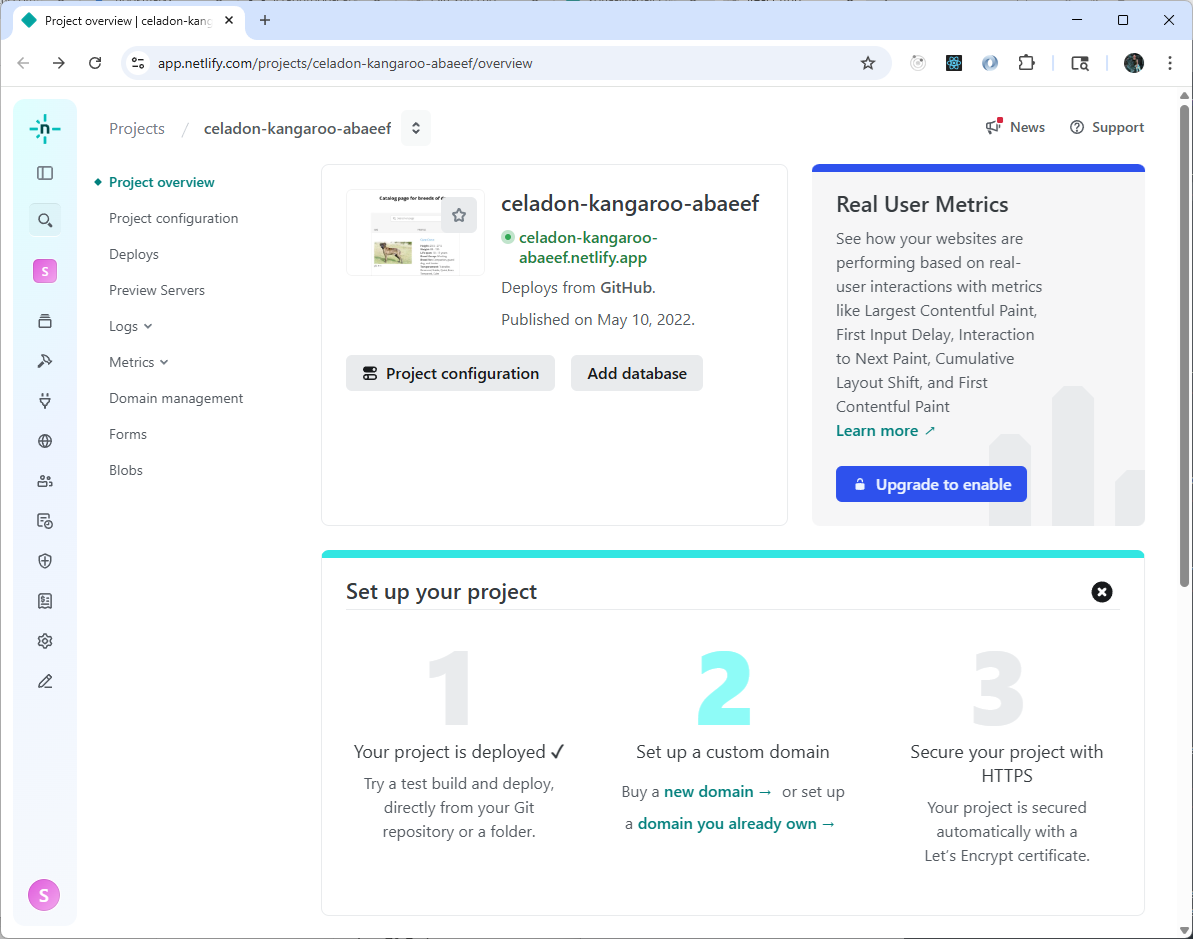 Project overview | celadon-kang
app.netlify.com/projects/celadon-kangaroo-abaeef/overview
n
Projects / celadon-kangaroo-abaeef
News
Support
S
Project overview
Project configuration
Deploys
Preview Servers
Logs
Metrics
Domain management
Forms
Blobs
S
Catalog page for breeds of
celadon-kangaroo-abaeef
celadon-kangaroo-
abaeef.netlify.app
Deploys from GitHub.
Published on May 10, 2022.
Project configuration
Add database
Real User Metrics
See how your websites are
performing based on real-
user interactions with metrics
like Largest Contentful Paint,
First Input Delay, Interaction
to Next Paint, Cumulative
Layout Shift, and First
Contentful Paint
Learn more ↗
Upgrade to enable
Set up your project
1
Your project is deployed ✓
Try a test build and deploy,
directly from your Git
repository or a folder.
2
Set up a custom domain
Buy a new domain → or set up
a domain you already own →
3
Secure your project with
HTTPS
Your project is secured
automatically with a
Let’s Encrypt certificate.